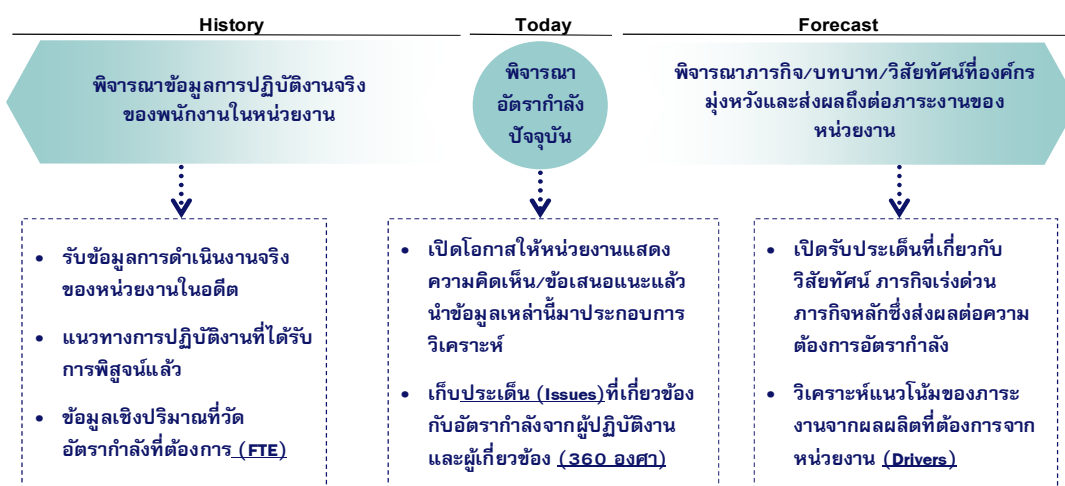 History
พิจารณาข้อมูลการปฏิบัติงานจริง
ของพนักงานในหน่วยงาน
• รับข้อมูลการดำเนินงานจริง
ของหน่วยงานในอดีต
• แนวทางการปฏิบัติงานที่ได้รับ
การพิสูจน์แล้ว
• ข้อมูลเชิงปริมาณที่วัด
อัตรากำลังที่ต้องการ (FTE)
Today
พิจารณา
อัตรากำลัง
ปัจจุบัน
• เปิดโอกาสให้หน่วยงานแสดง
ความคิดเห็น/ข้อเสนอแนะแล้ว
นำข้อมูลเหล่านี้มาประกอบการ
วิเคราะห์
• เก็บประเด็น (Issues)ที่เกี่ยวข้อง
กับอัตรากำลังจากผู้ปฏิบัติงาน
และผู้เกี่ยวข้อง (360 องศา)
Forecast
พิจารณาภารกิจ/บทบาท/วิสัยทัศน์ที่องค์กร
มุ่งหวังและส่งผลถึงต่อภาระงานของ
หน่วยงาน
• เปิดรับประเด็นที่เกี่ยวกับ
วิสัยทัศน์ ภารกิจเร่งด่วน
ภารกิจหลักซึ่งส่งผลต่อความ
ต้องการอัตรากำลัง
• วิเคราะห์แนวโน้มของภาระ
งานจากผลผลิตที่ต้องการจาก
หน่วยงาน (Drivers)